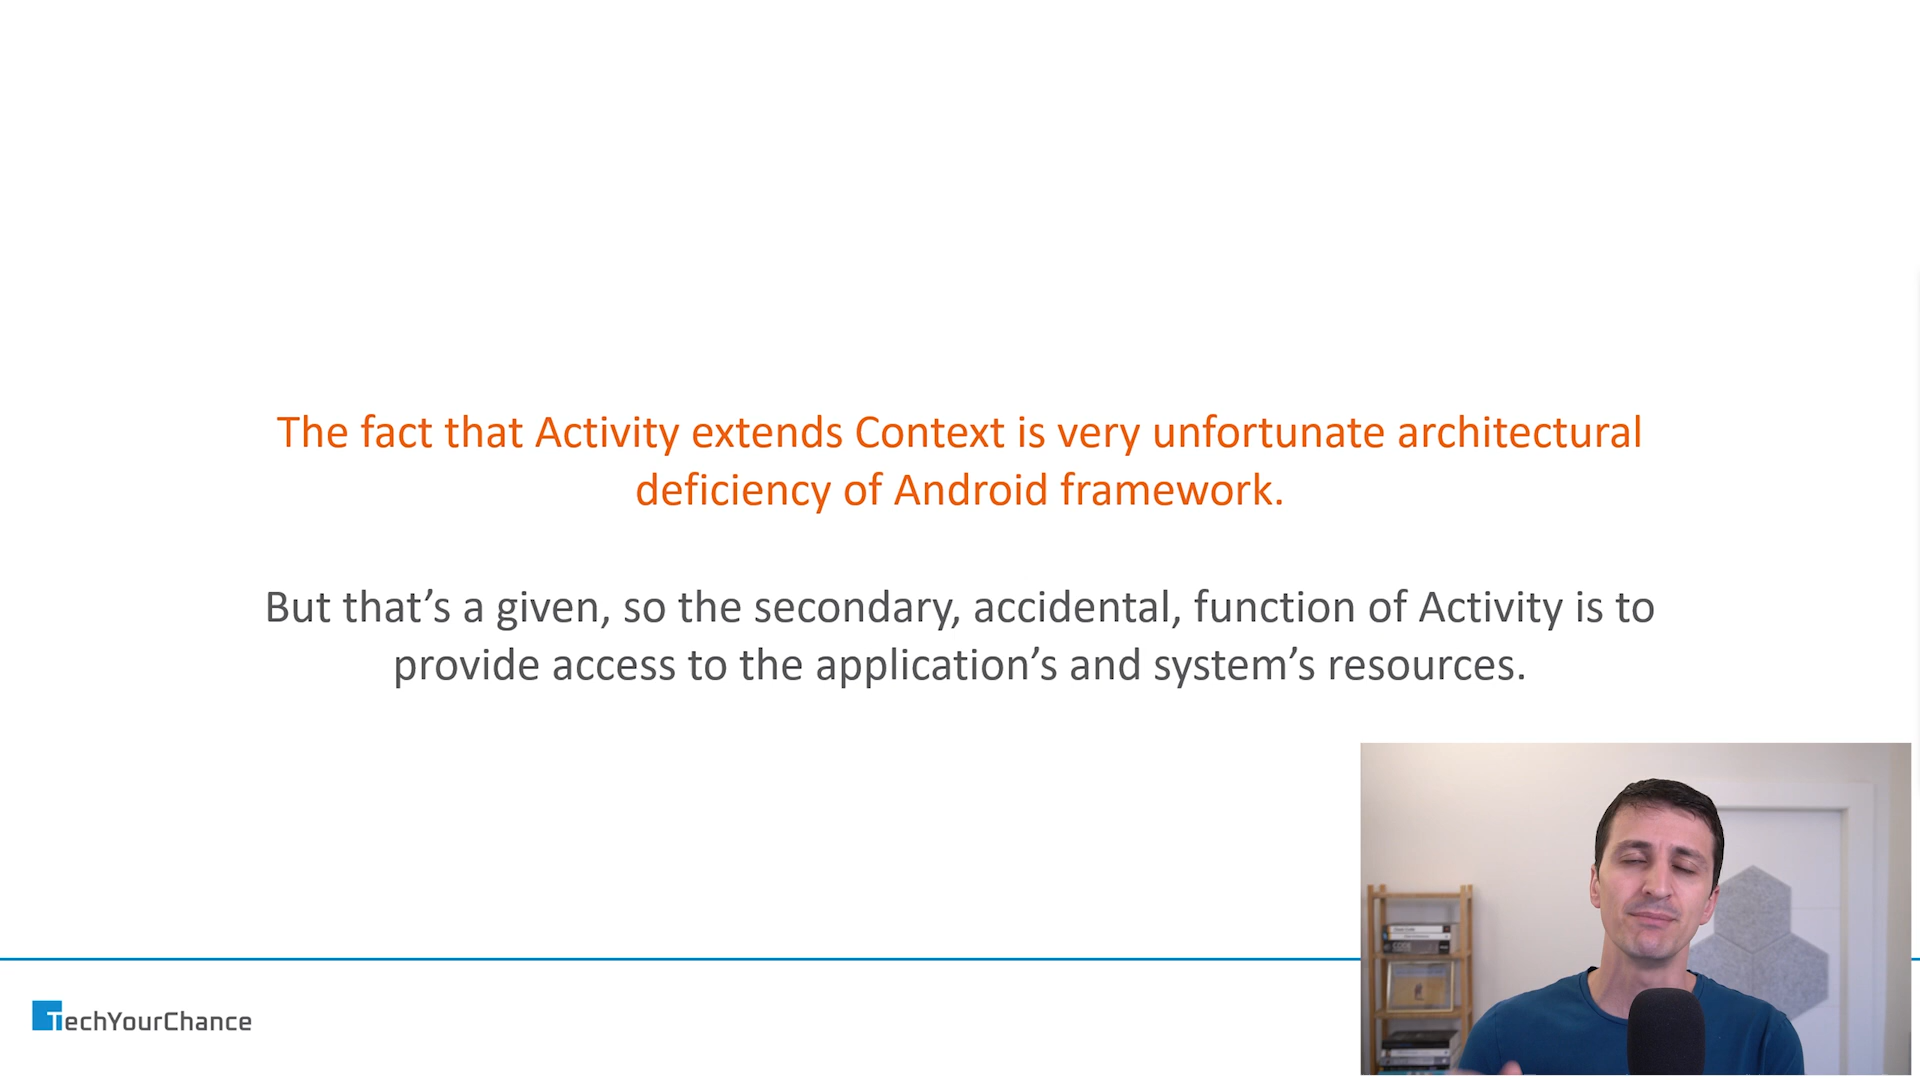 The fact that Activity extends Context is very unfortunate architectural
deficiency of Android framework.
But that’s a given, so the secondary, accidental, function of Activity is to
provide access to the application’s and system’s resources.
TechYourChance
CODE